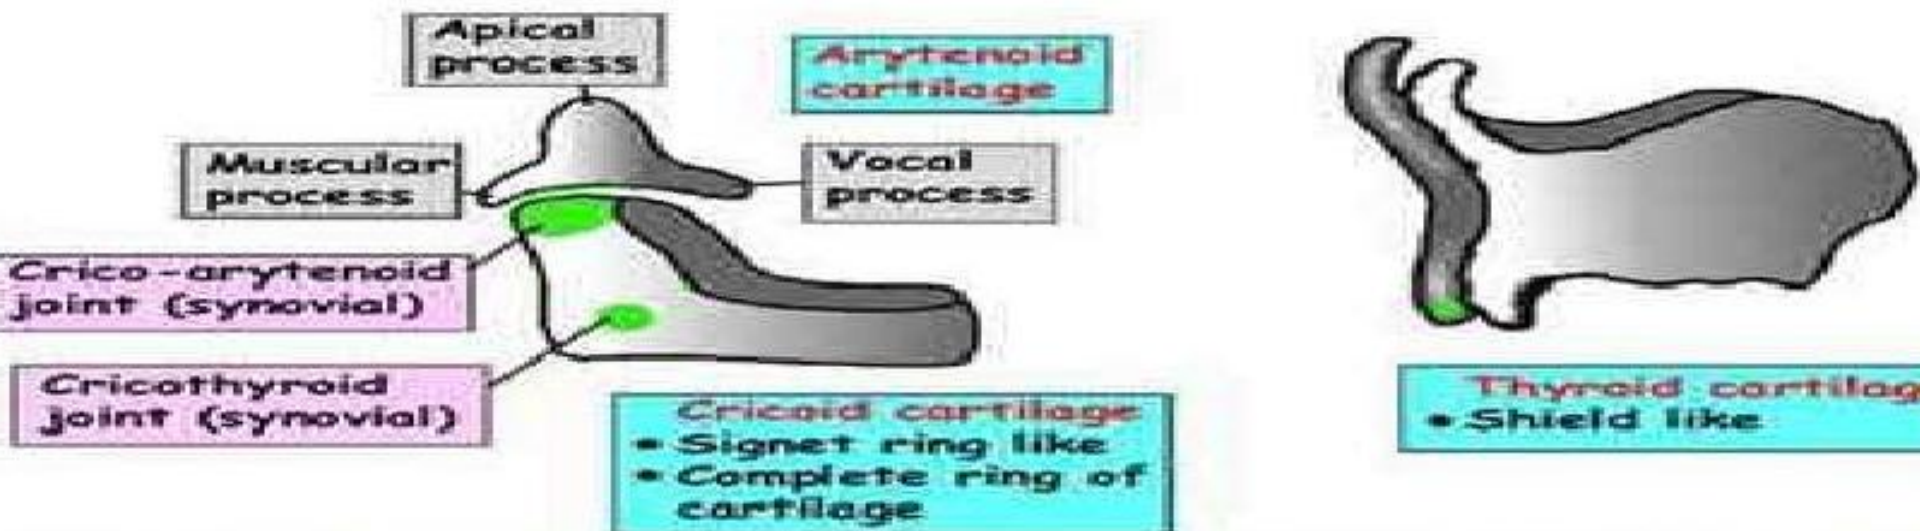 Apical
process
Arytenoid
cartilage
Muscular
process
Vocal
process
Crico-arytenoid
joint (synovial)
Cricothyroid
joint (synovial)
Cricoid cartilage
• Signet ring like
• Complete ring of
cartilage
Thyroid cartilag
• Shield like